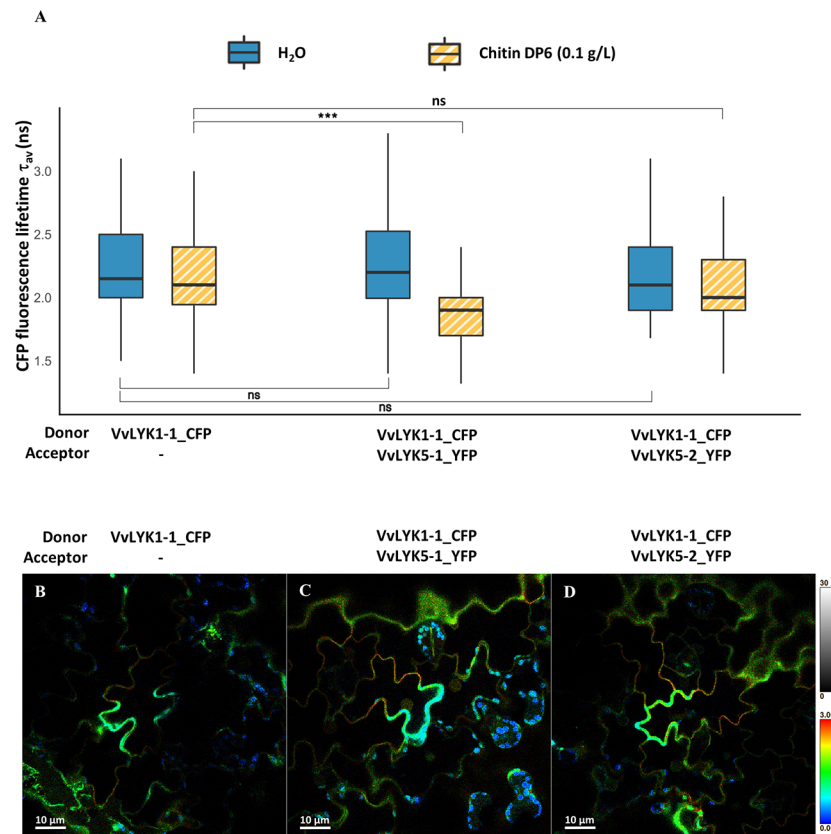 A
H₂O
Chitin DP6 (0.1 g/L)
CFP fluorescence lifetime τav (ns)
ns
***
3.0
2.5
2.0
1.5
ns
ns
Donor VvLYK1-1_CFP VvLYK1-1_CFP VvLYK1-1_CFP
Acceptor - VvLYK5-1_YFP VvLYK5-2_YFP
Donor VvLYK1-1_CFP VvLYK1-1_CFP VvLYK1-1_CFP
Acceptor - VvLYK5-1_YFP VvLYK5-2_YFP
B C D
30
0
3.0
0.0
10 µm 10 µm 10 µm